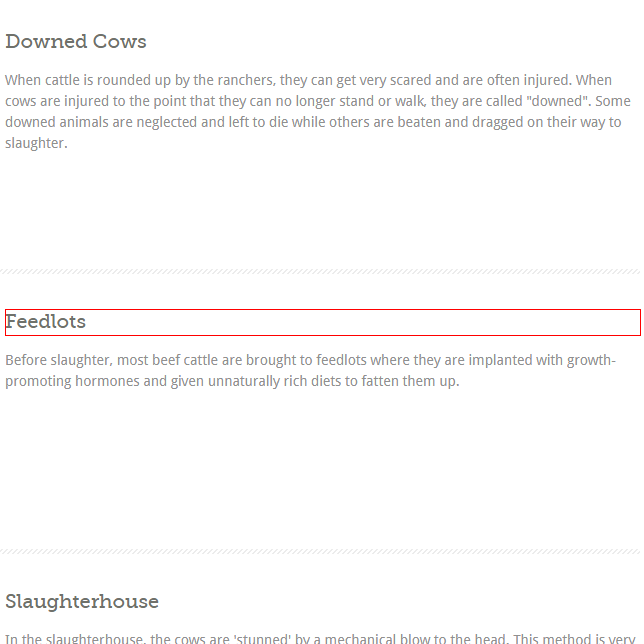 Downed Cows
When cattle is rounded up by the ranchers, they can get very scared and are often injured. When
cows are injured to the point that they can no longer stand or walk, they are called "downed". Some
downed animals are neglected and left to die while others are beaten and dragged on their way to
slaughter.
Feedlots
Before slaughter, most beef cattle are brought to feedlots where they are implanted with growth-
promoting hormones and given unnaturally rich diets to fatten them up.
Slaughterhouse
In the slaughterhouse, the cows are 'stunned' by a mechanical blow to the head. This method is very